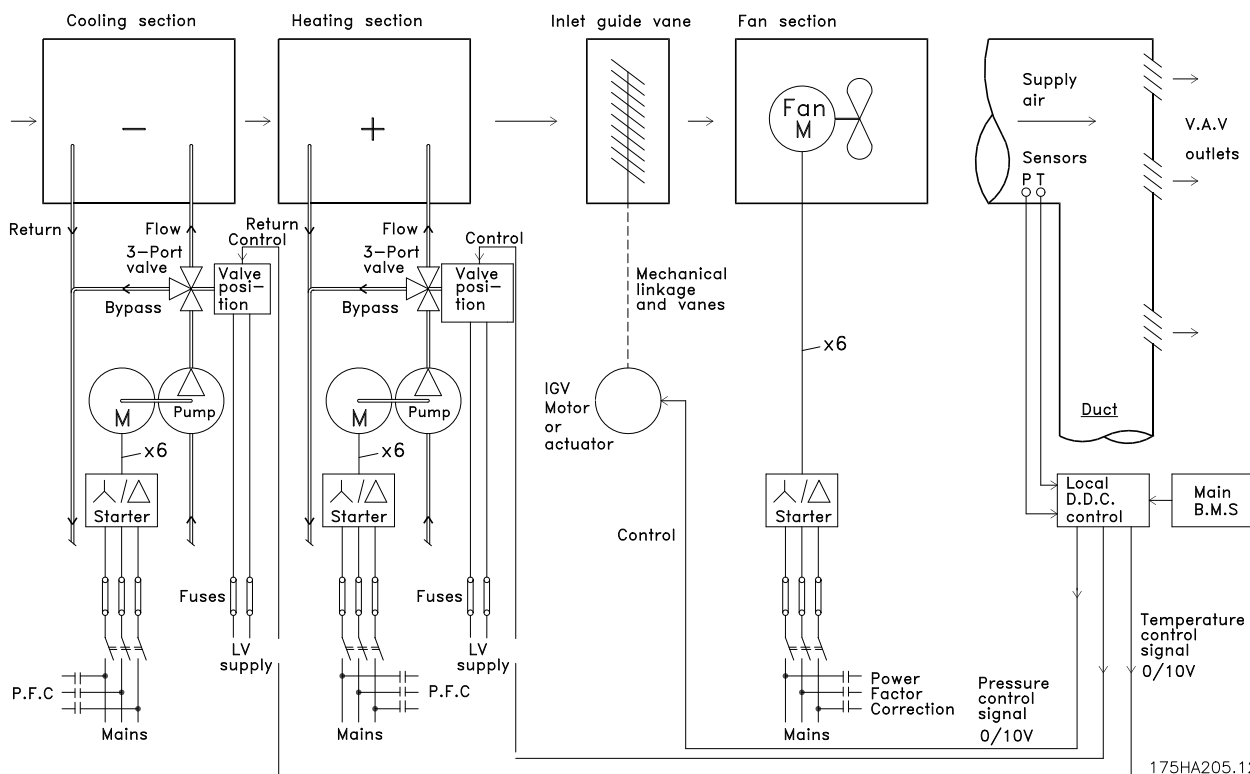 Cooling section
Heating section
Inlet guide vane
Fan section
−
+
Fan
M
Supply
air
V.A.V
outlets
Sensors
P T
Return
Flow
Return
Control
Flow
Control
3−Port
valve
Valve
posi−
tion
3−Port
valve
Valve
posi−
tion
Mechanical
linkage
and vanes
Bypass
Bypass
x6
IGV
Motor
or
actuator
M
Pump
M
Pump
Duct
x6
x6
/
Starter
/
Starter
/
Starter
Local
D.D.C.
control
Main
B.M.S
Control
Fuses
Fuses
LV
supply
LV
supply
Temperature
control
signal
0/10V
P.F.C
P.F.C
Power
Factor
Correction
Pressure
control
signal
0/10V
Mains
Mains
Mains
175HA205.12